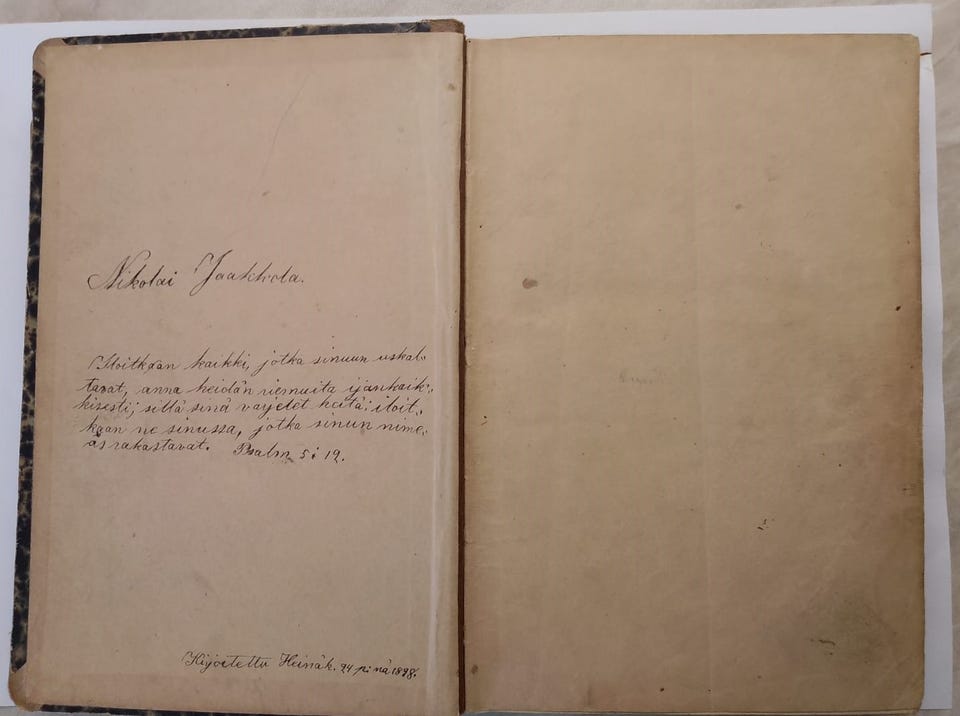 Nikolai Jaakkola.
Iloitkaan kaikki, jotka sinuun uskal-
tavat, anna heidän riemuita ijankaik-
kisesti; sillä sinä varjelet heitä: iloit-
kaan ne sinussa, jotka sinun nime-
äs rakastavat. Psalm 5: 12.
Kirjoitettu Heinäk. 24 p:nä 1898.